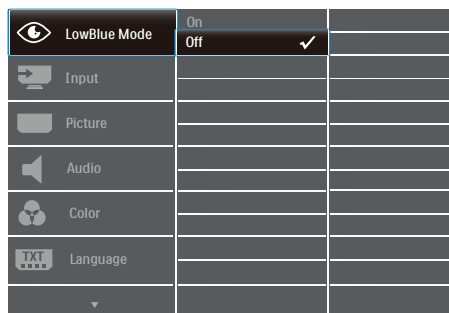 LowBlue Mode
On
Off
Input
Picture
Audio
Color
TXT
Language